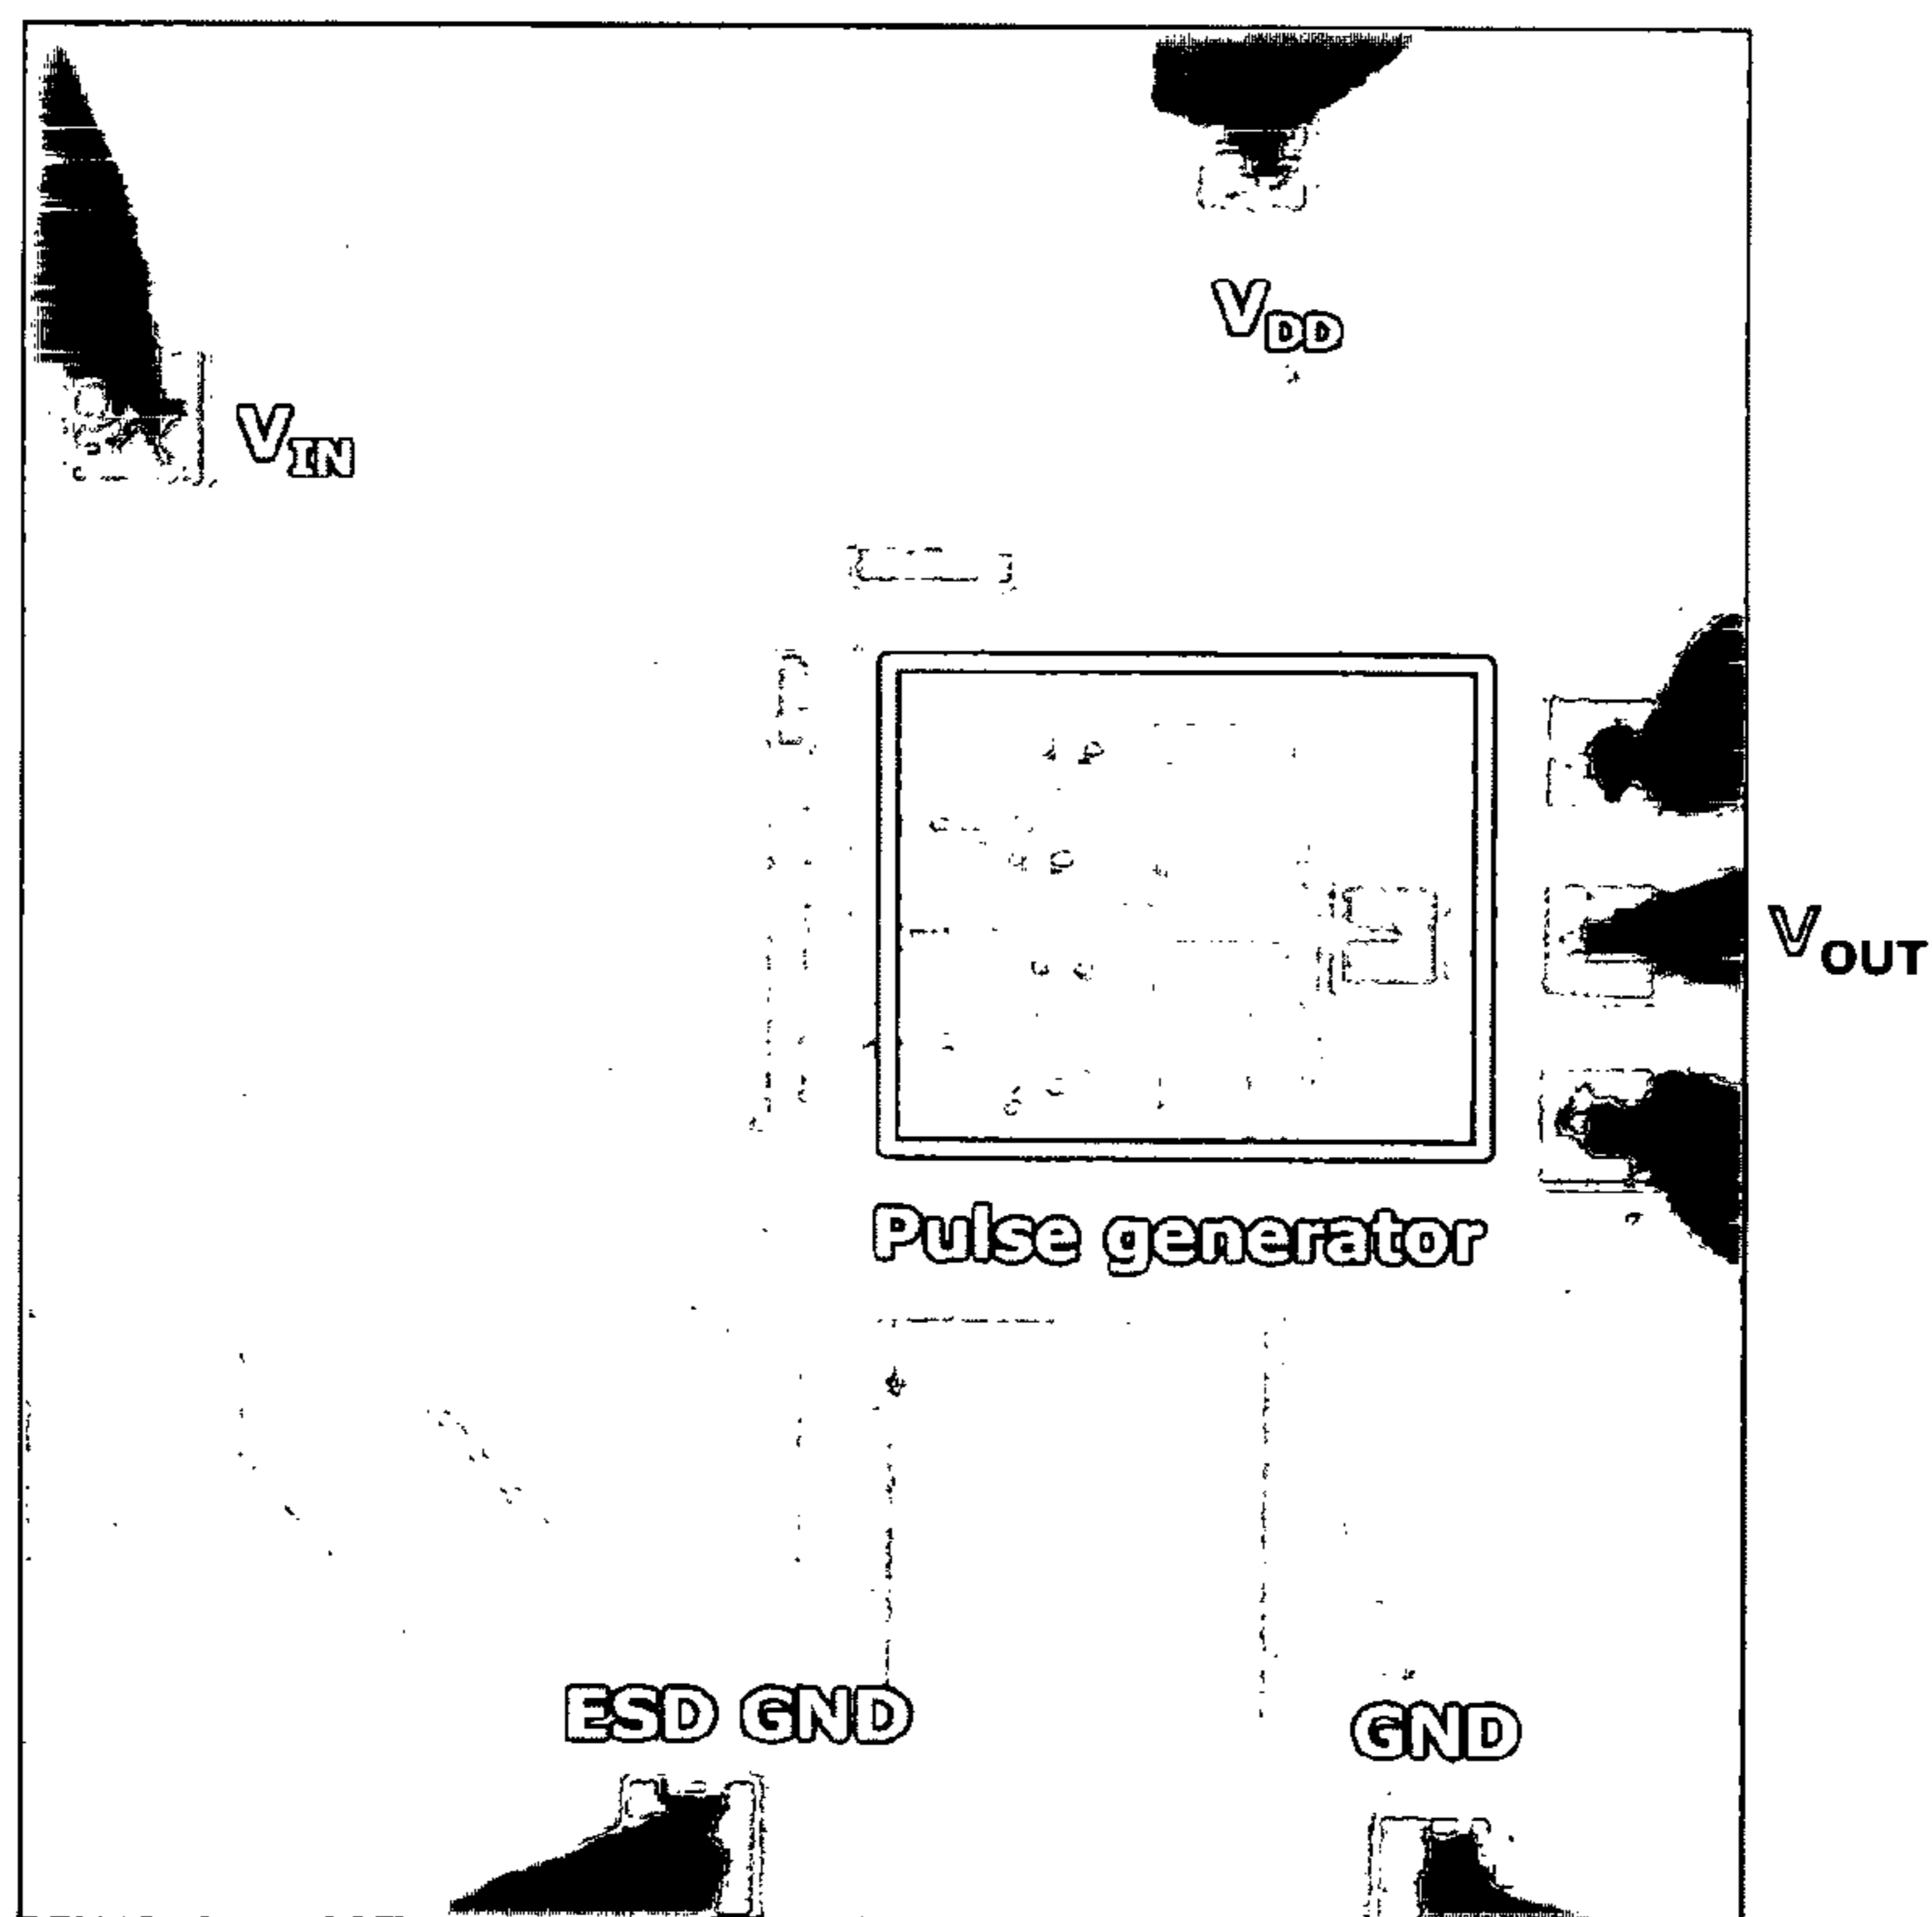 VDD
VIN
VOUT
Pulse generator
ESD GND
GND